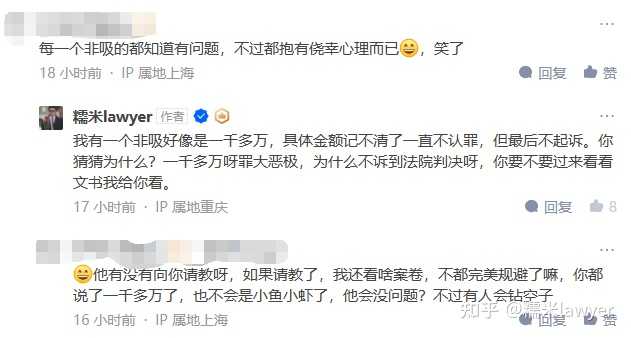 每一个非吸的都知道有问题，不过都抱有侥幸心理而已😄，笑了
18 小时前 · IP 属地上海
回复 赞
糯米lawyer 作者
我有一个非吸好像是一千多万，具体金额记不清了一直不认罪，但最后不起诉。你
猜猜为什么？一千多万呀罪大恶极，为什么不诉到法院判决呀，你要不要过来看看
文书我给你看。
17 小时前 · IP 属地重庆
回复 8
😄他有没有向你请教呀，如果请教了，我还看啥案卷，不都完美规避了嘛，你都
说了一千多万了，也不会是小鱼小虾了，他会没问题？不过有人会钻空子
16 小时前 · IP 属地上海
回复 赞
知乎 @糯米lawyer